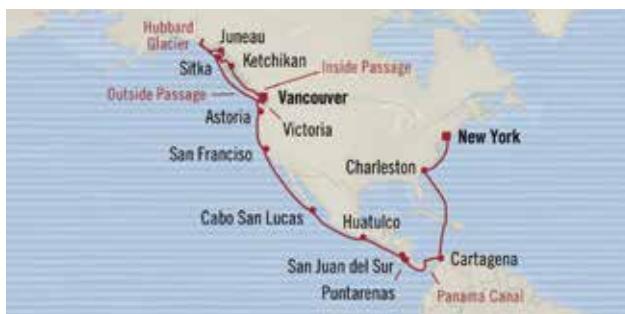 Hubbard
Glacier
Juneau
Ketchikan
Sitka
Inside Passage
Outside Passage
Vancouver
Astoria
Victoria
New York
San Franciso
Charleston
Cabo San Lucas
Huatulco
San Juan del Sur
Cartagena
Puntarenas
Panama Canal